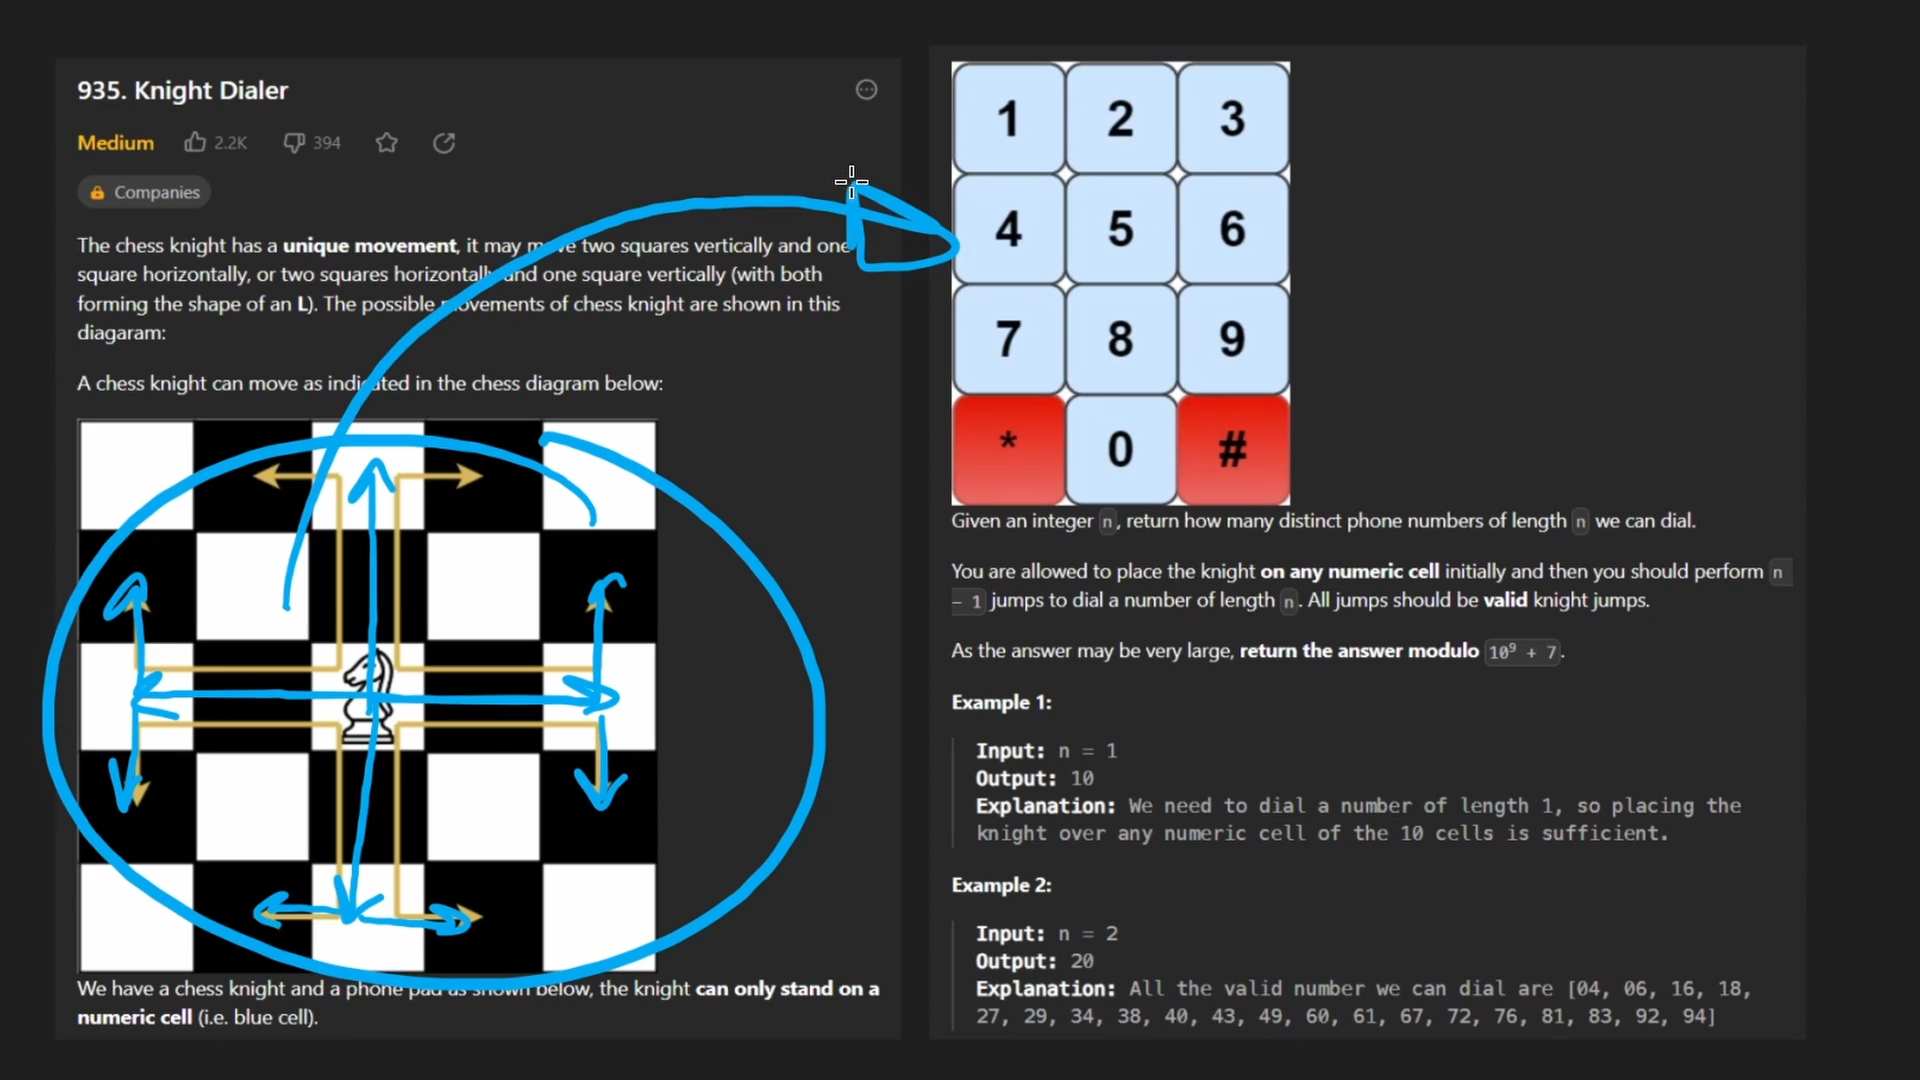 935. Knight Dialer
Medium 2.2K 394
Companies
The chess knight has a unique movement, it may move two squares vertically and one
square horizontally, or two squares horizontally and one square vertically (with both
forming the shape of an L). The possible movements of chess knight are shown in this
diagaram:
A chess knight can move as indicated in the chess diagram below:
We have a chess knight and a phone pad as shown below, the knight can only stand on a
numeric cell (i.e. blue cell).
1 2 3
4 5 6
7 8 9
* 0 #
Given an integer n, return how many distinct phone numbers of length n we can dial.
You are allowed to place the knight on any numeric cell initially and then you should perform n
- 1 jumps to dial a number of length n. All jumps should be valid knight jumps.
As the answer may be very large, return the answer modulo 10⁹ + 7.
Example 1:
Input: n = 1
Output: 10
Explanation: We need to dial a number of length 1, so placing the
knight over any numeric cell of the 10 cells is sufficient.
Example 2:
Input: n = 2
Output: 20
Explanation: All the valid number we can dial are [04, 06, 16, 18,
27, 29, 34, 38, 40, 43, 49, 60, 61, 67, 72, 76, 81, 83, 92, 94]